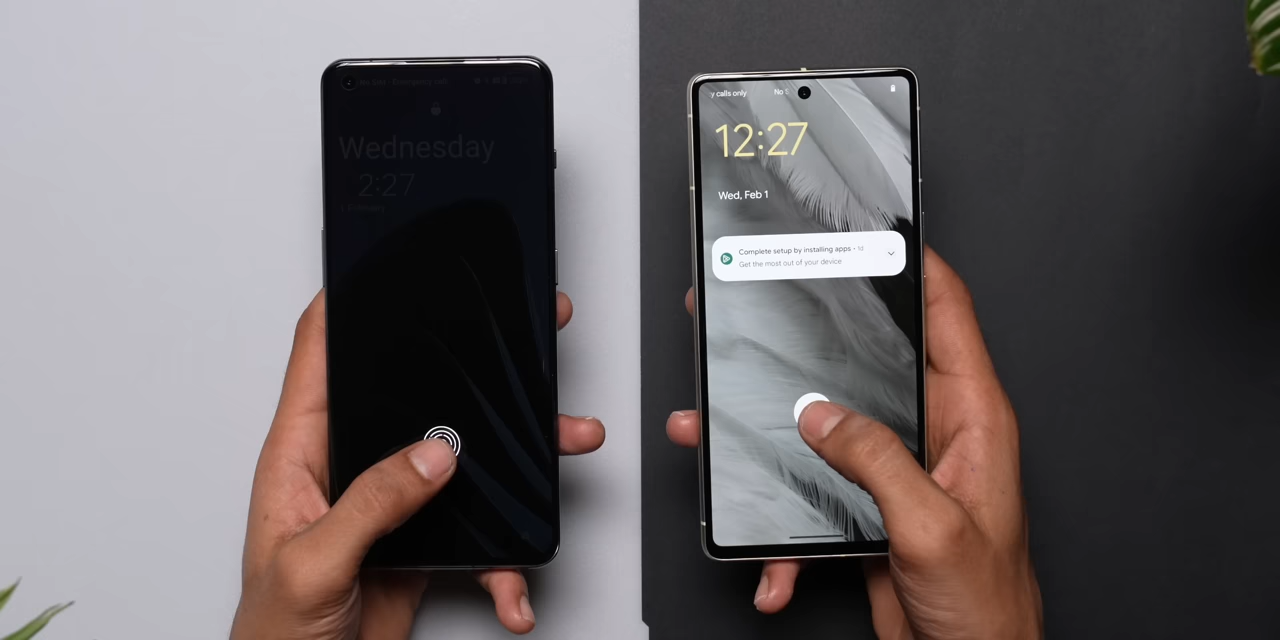 Wednesday
2:27
y calls only
No S
12:27
Wed, Feb 1
Complete setup by installing apps • 1d
Get the most out of your device